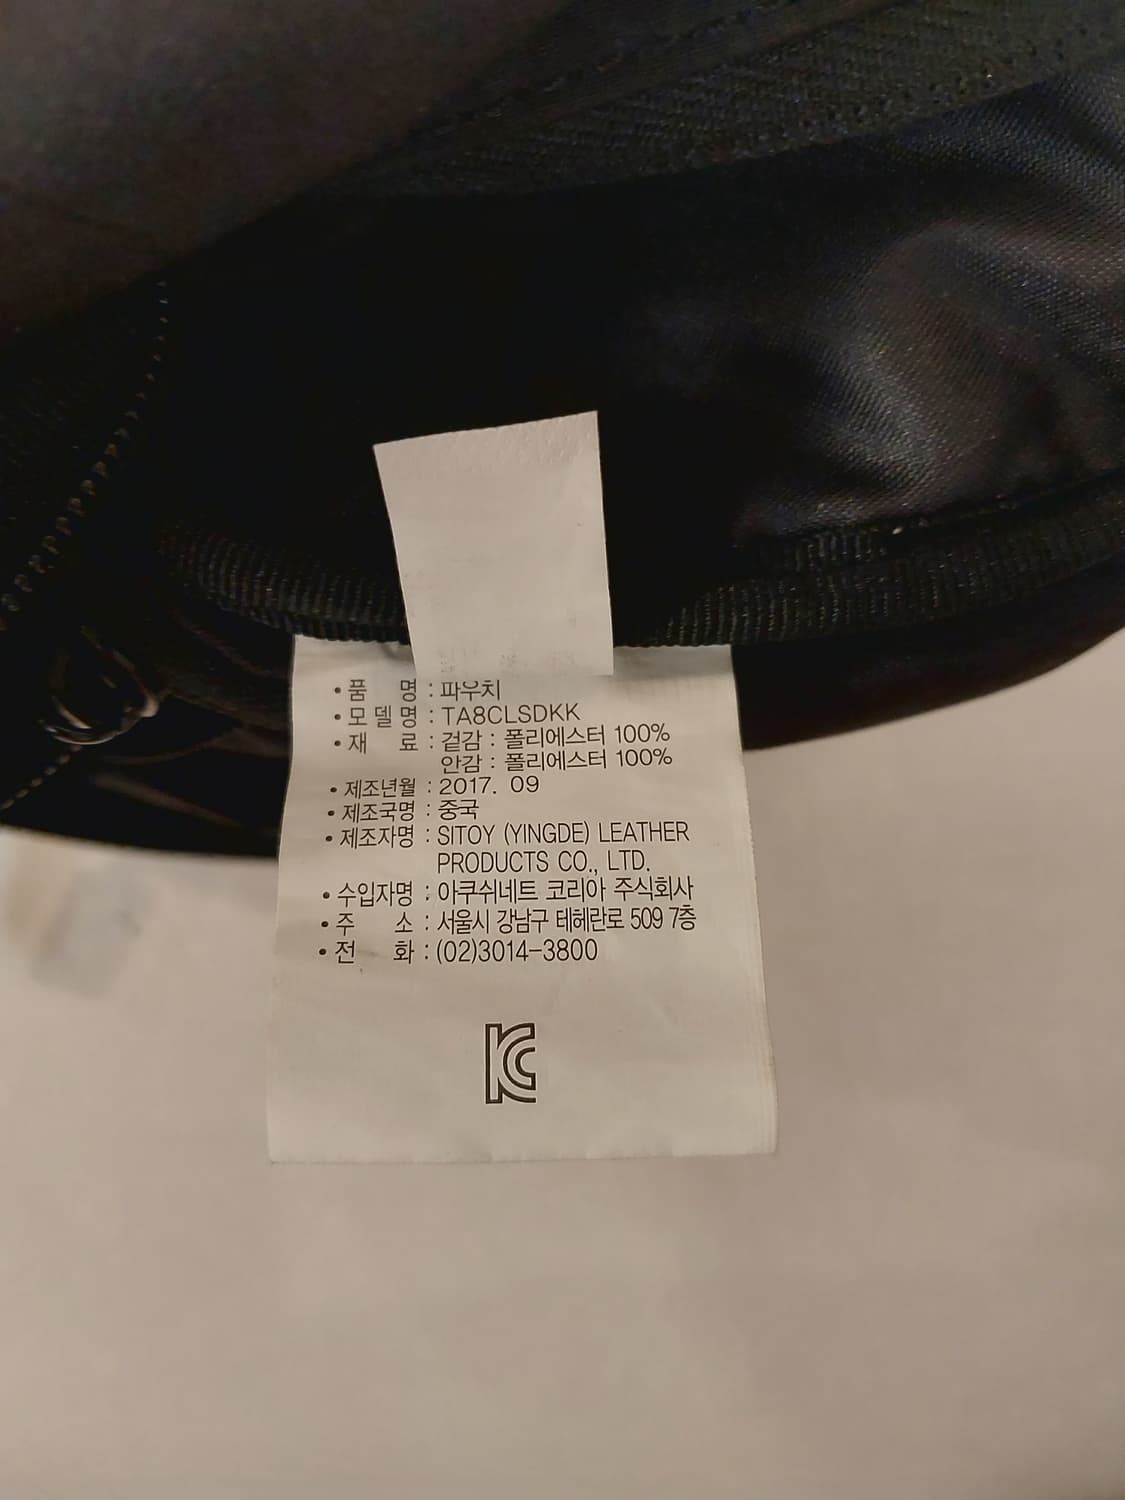 • 품 명 : 파우치
• 모델명 : TA8CLSDKK
• 재 료 : 겉감 : 폴리에스터 100%
안감 : 폴리에스터 100%
• 제조년월 : 2017. 09
• 제조국명 : 중국
• 제조자명 : SITOY (YINGDE) LEATHER
PRODUCTS CO., LTD.
• 수입자명 : 아쿠쉬네트 코리아 주식회사
• 주 소 : 서울시 강남구 테헤란로 509 7층
• 전 화 : (02)3014-3800
KC